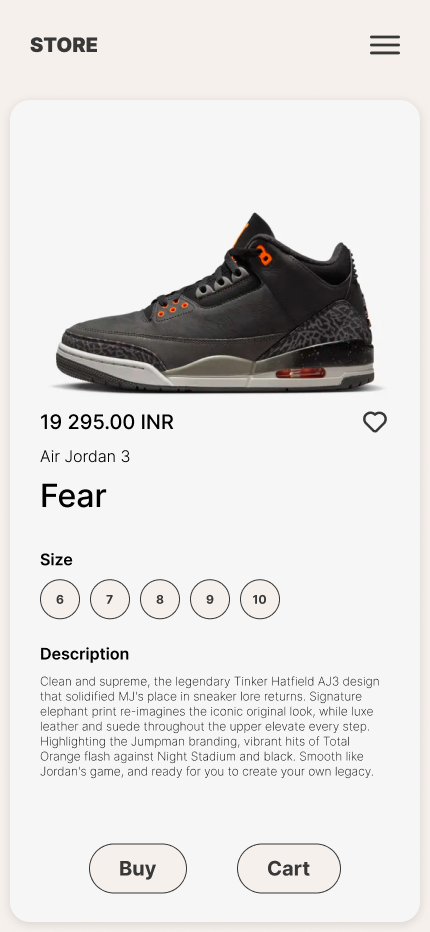 STORE
19 295.00 INR
Air Jordan 3
Fear
Size
6 7 8 9 10
Description
Clean and supreme, the legendary Tinker Hatfield AJ3 design
that solidified MJ's place in sneaker lore returns. Signature
elephant print re-imagines the iconic original look, while luxe
leather and suede throughout the upper elevate every step.
Highlighting the Jumpman branding, vibrant hits of Total
Orange flash against Night Stadium and black. Smooth like
Jordan's game, and ready for you to create your own legacy.
Buy Cart